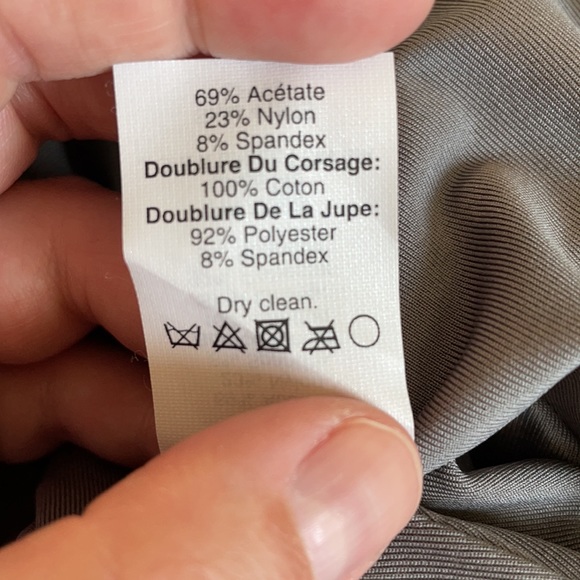 69% Acétate
23% Nylon
8% Spandex
Doublure Du Corsage:
100% Coton
Doublure De La Jupe:
92% Polyester
8% Spandex
Dry clean.